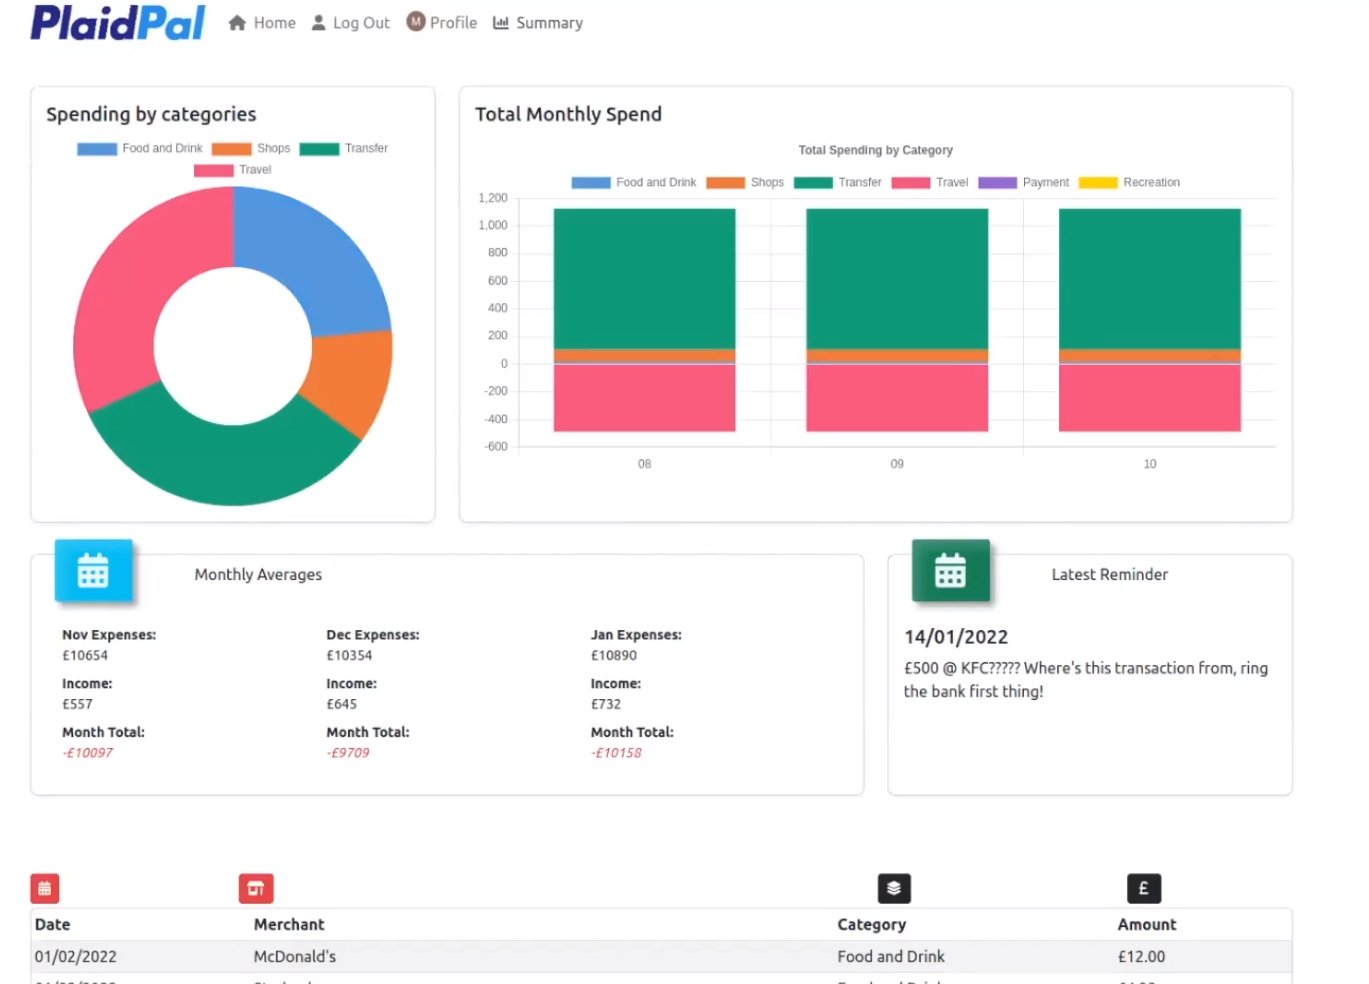 PlaidPal Home Log Out M Profile Summary
Spending by categories
Food and Drink Shops Transfer
Travel
Total Monthly Spend
Total Spending by Category
Food and Drink Shops Transfer Travel Payment Recreation
1,200
1,000
800
600
400
200
0
-200
-400
-600
08 09 10
Monthly Averages
Nov Expenses: Dec Expenses: Jan Expenses:
£10654 £10354 £10890
Income: Income: Income:
£557 £645 £732
Month Total: Month Total: Month Total:
-£10097 -£9709 -£10158
Latest Reminder
14/01/2022
£500 @ KFC????? Where's this transaction from, ring
the bank first thing!
£
Date Merchant Category Amount
01/02/2022 McDonald's Food and Drink £12.00